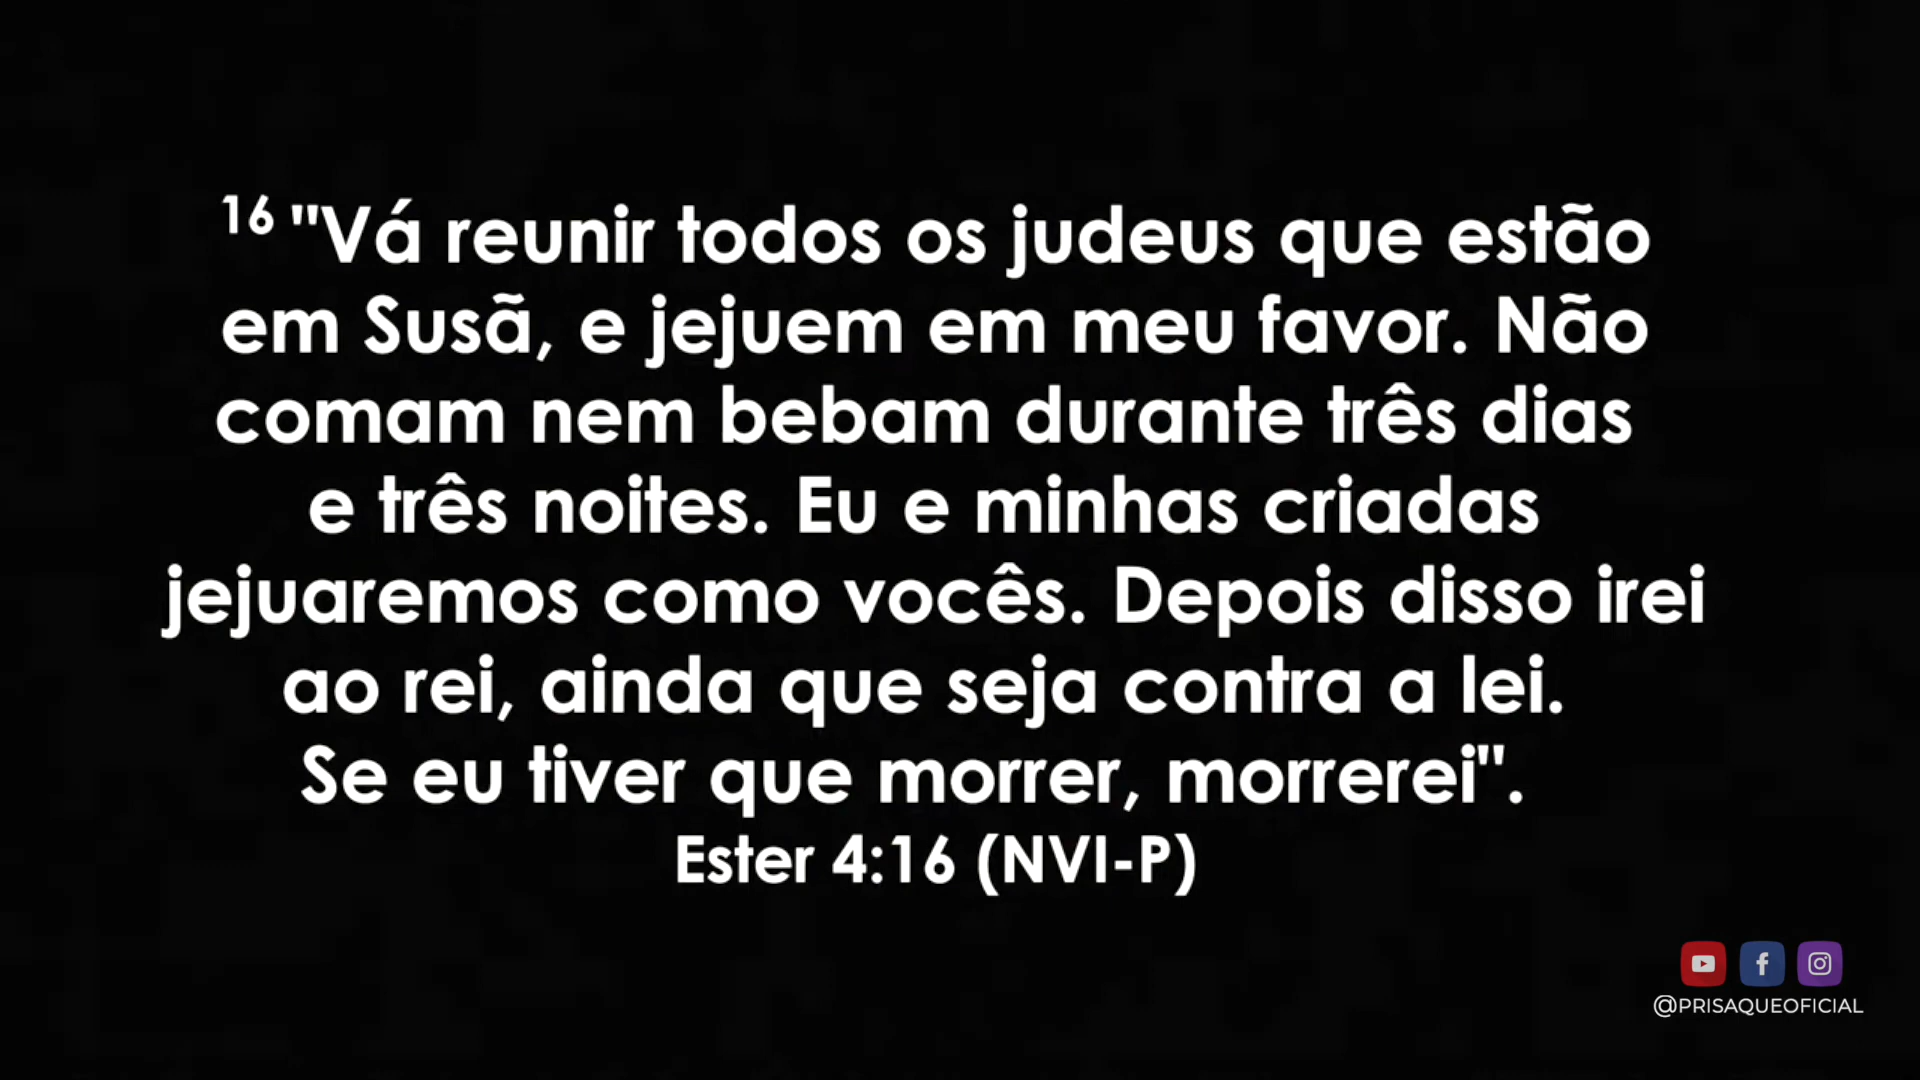 16 "Vá reunir todos os judeus que estão
em Susã, e jejuem em meu favor. Não
comam nem bebam durante três dias
e três noites. Eu e minhas criadas
jejuaremos como vocês. Depois disso irei
ao rei, ainda que seja contra a lei.
Se eu tiver que morrer, morrerei".
Ester 4:16 (NVI-P)
@PRISAQUEOFICIAL